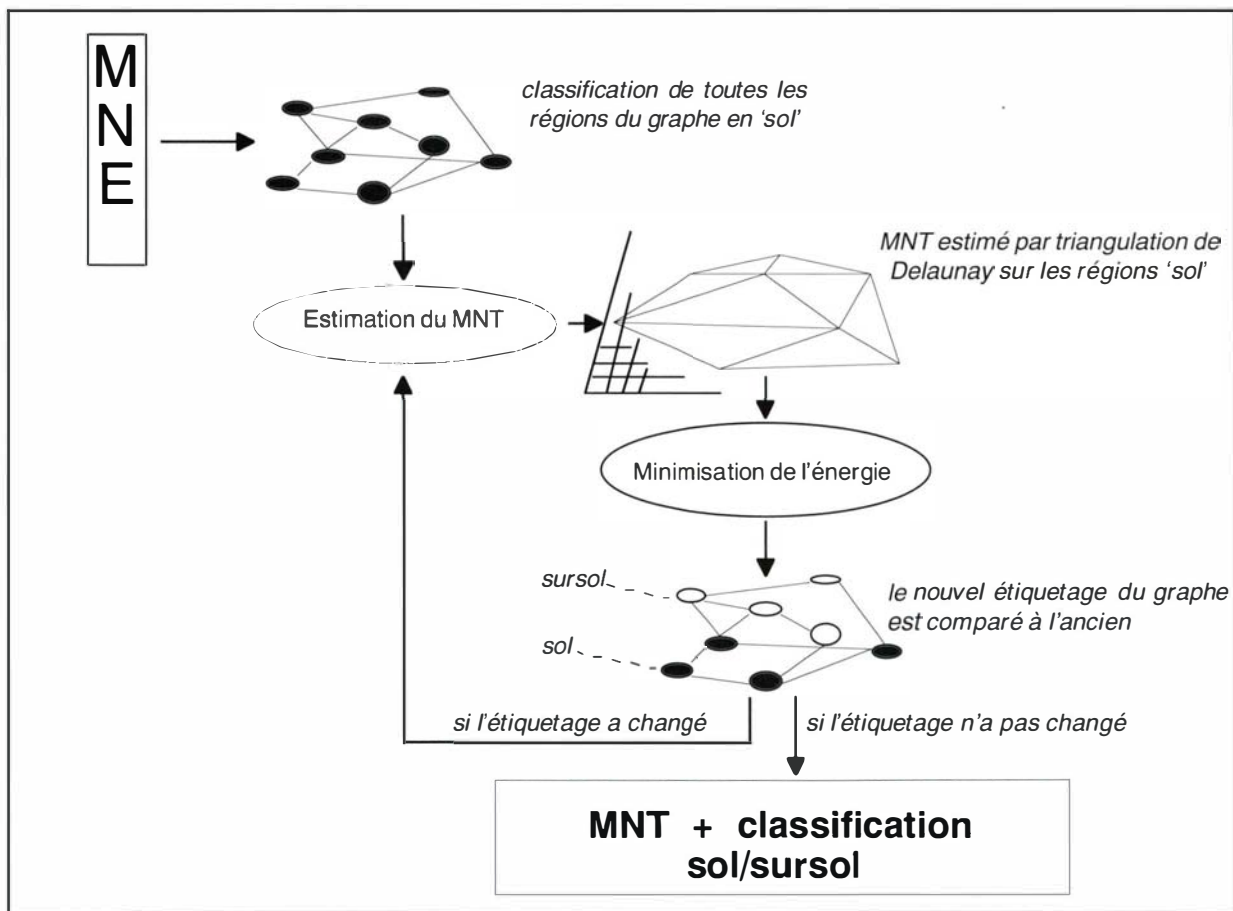 M
N
E
classification de toutes les
régions du graphe en 'sol'
MNT estimé par triangulation de
Delaunay sur les régions 'sol'
Estimation du MNT
Minimisation de l'énergie
sursol
le nouvel étiquetage du graphe
est comparé à l'ancien
sol
si l'étiquetage a changé
si l'étiquetage n'a pas changé
MNT + classification
sol/sursol